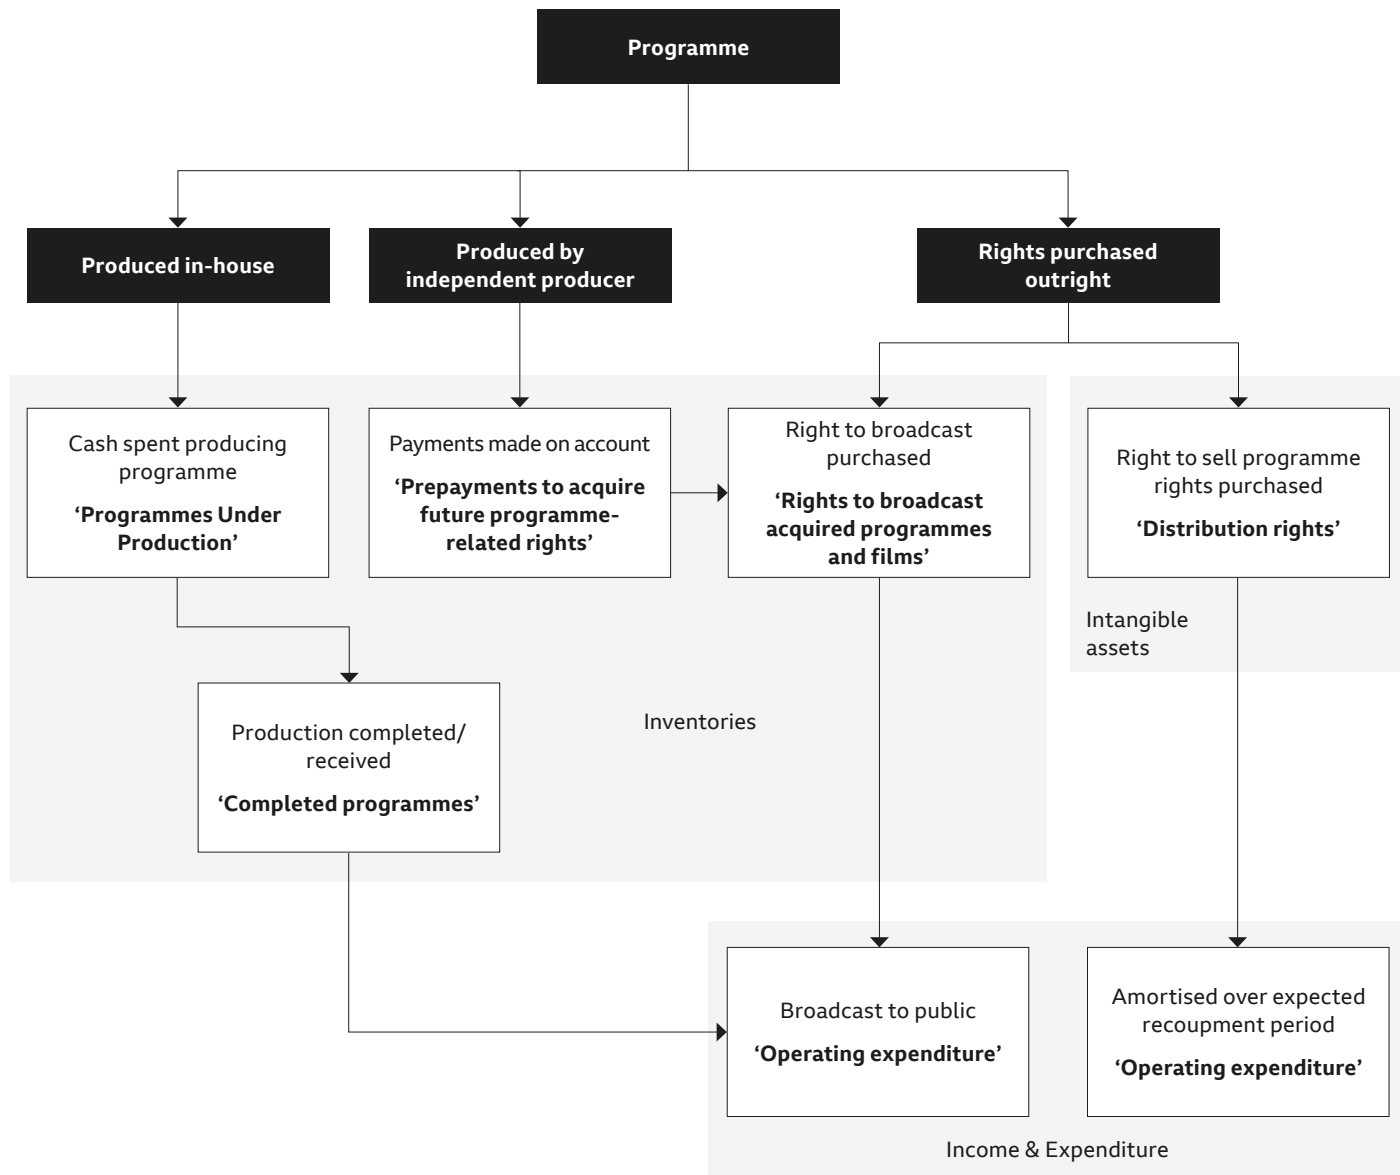 Programme
Produced in-house
Produced by
independent producer
Rights purchased
outright
Cash spent producing
programme
‘Programmes Under
Production’
Payments made on account
‘Prepayments to acquire
future programme-
related rights’
Right to broadcast
purchased
‘Rights to broadcast
acquired programmes
and films’
Right to sell programme
rights purchased
‘Distribution rights’
Intangible
assets
Production completed/
received
‘Completed programmes’
Inventories
Broadcast to public
‘Operating expenditure’
Amortised over expected
recoupment period
‘Operating expenditure’
Income & Expenditure